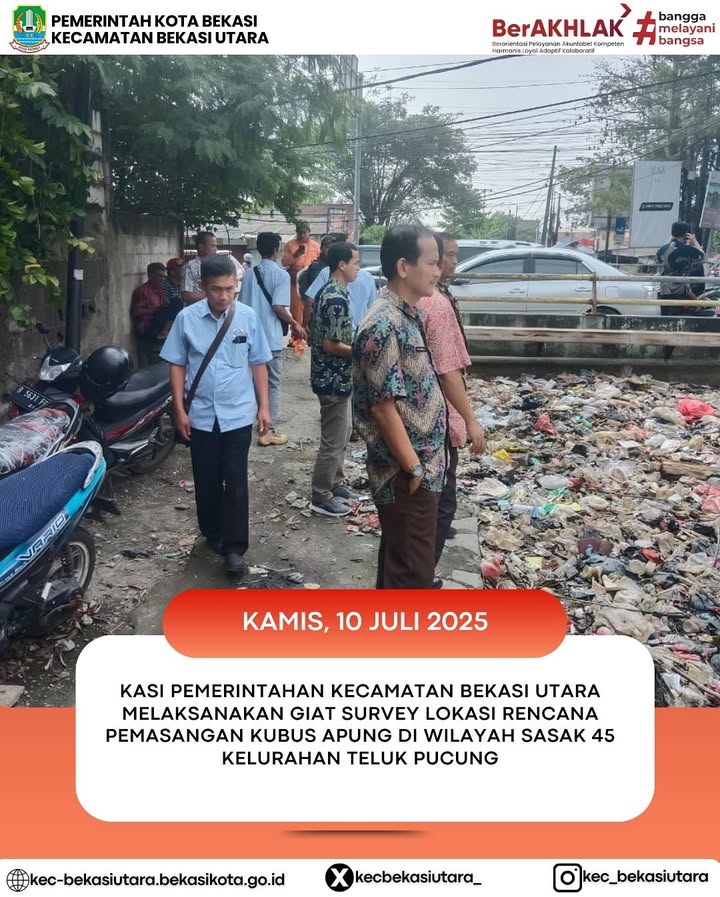 PEMERINTAH KOTA BEKASI
KECAMATAN BEKASI UTARA
BerAKHLAK
Berorientasi Pelayanan Akuntabel Kompeten
Harmonis Loyal Adaptif Kolaboratif
# bangga
melayani
bangsa
VARIO
KAMIS, 10 JULI 2025
KASI PEMERINTAHAN KECAMATAN BEKASI UTARA
MELAKSANAKAN GIAT SURVEY LOKASI RENCANA
PEMASANGAN KUBUS APUNG DI WILAYAH SASAK 45
KELURAHAN TELUK PUCUNG
kec-bekasiutara.bekasikota.go.id
kecbekasiutara_
kec_bekasiutara